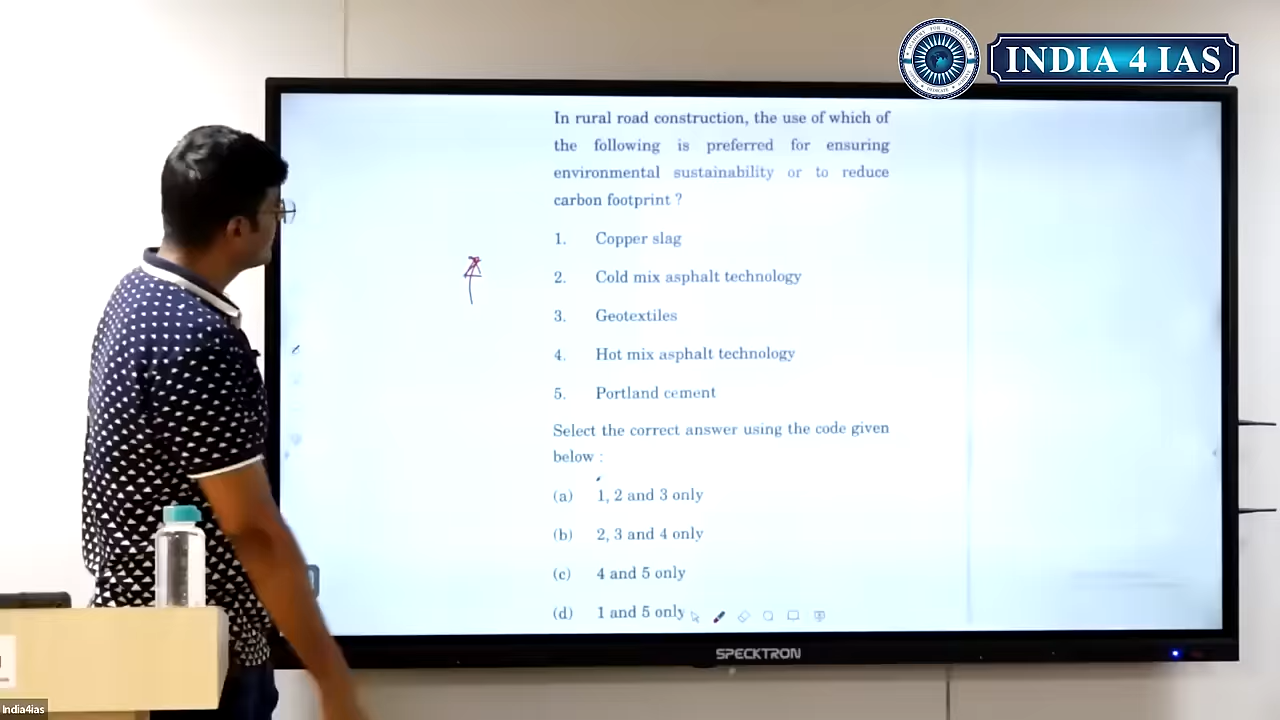 INDIA 4 IAS
In rural road construction, the use of which of
the following is preferred for ensuring
environmental sustainability or to reduce
carbon footprint ?
1. Copper slag
2. Cold mix asphalt technology
3. Geotextiles
4. Hot mix asphalt technology
5. Portland cement
Select the correct answer using the code given
below :
(a) 1, 2 and 3 only
(b) 2, 3 and 4 only
(c) 4 and 5 only
(d) 1 and 5 only
SPECKTRON
India4ias